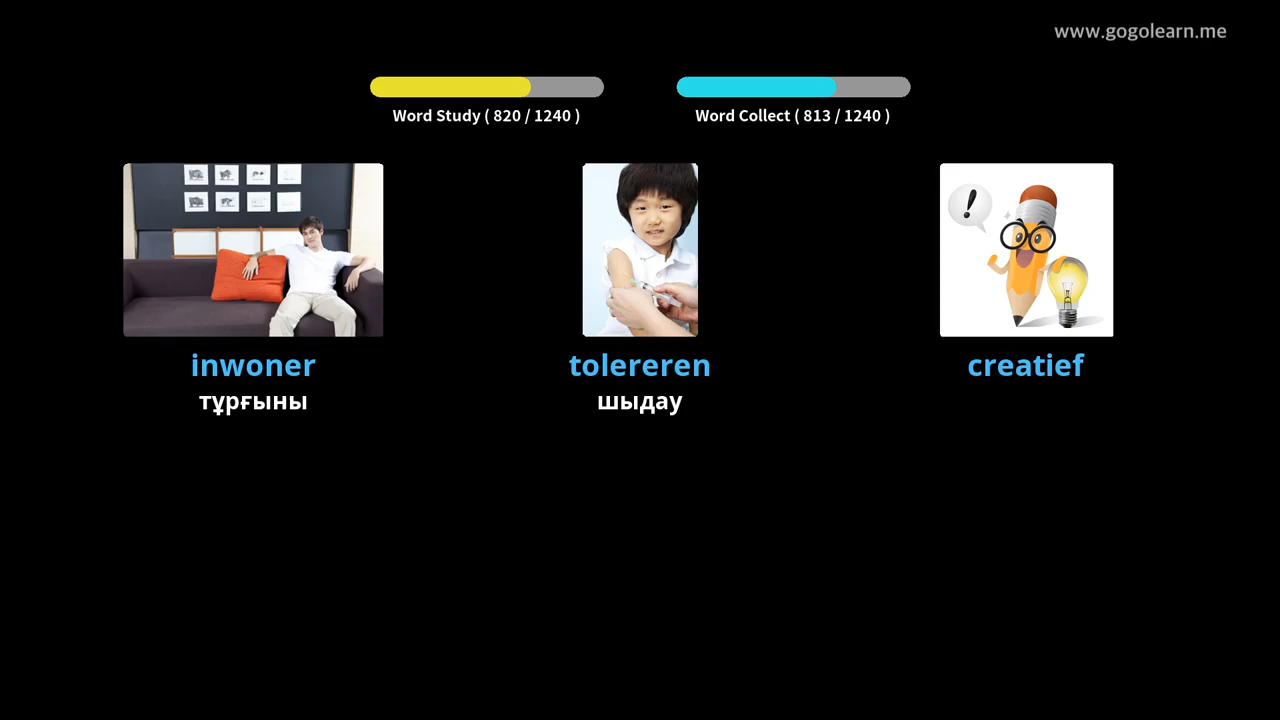 www.gogolearn.me
Word Study ( 820 / 1240 )
Word Collect ( 813 / 1240 )
inwoner
tolereren
creatief
тұрғыны
шыдау
!